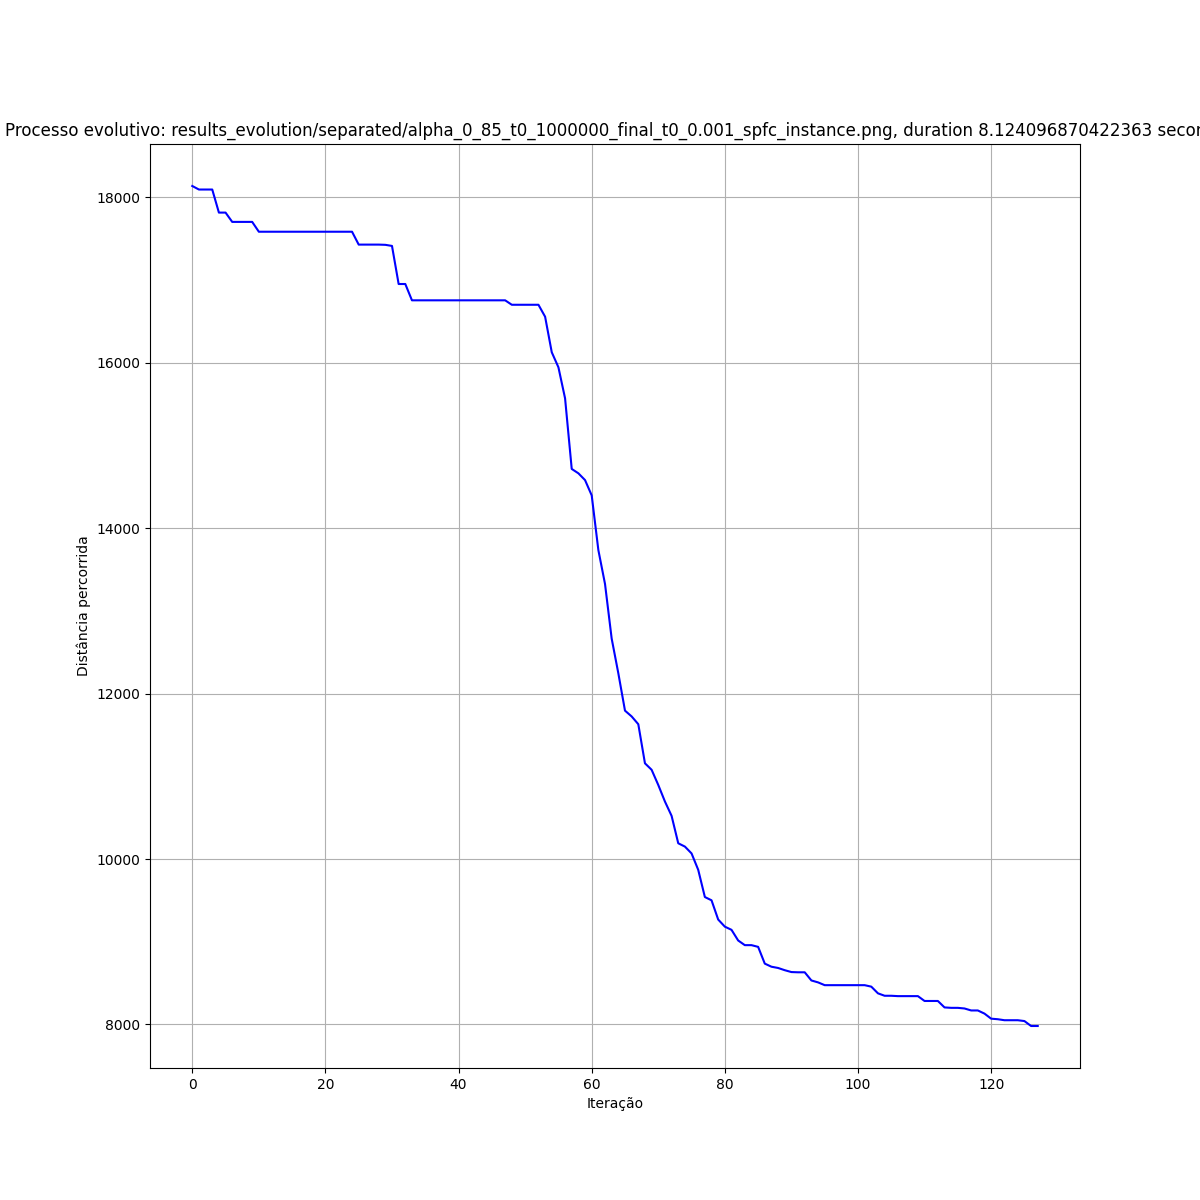 Processo evolutivo: results_evolution/separated/alpha_0_85_t0_1000000_final_t0_0.001_spfc_instance.png, duration 8.124096870422363
18000
16000
14000
12000
10000
8000
Distância percorrida
0 20 40 60 80 100 120
Iteração